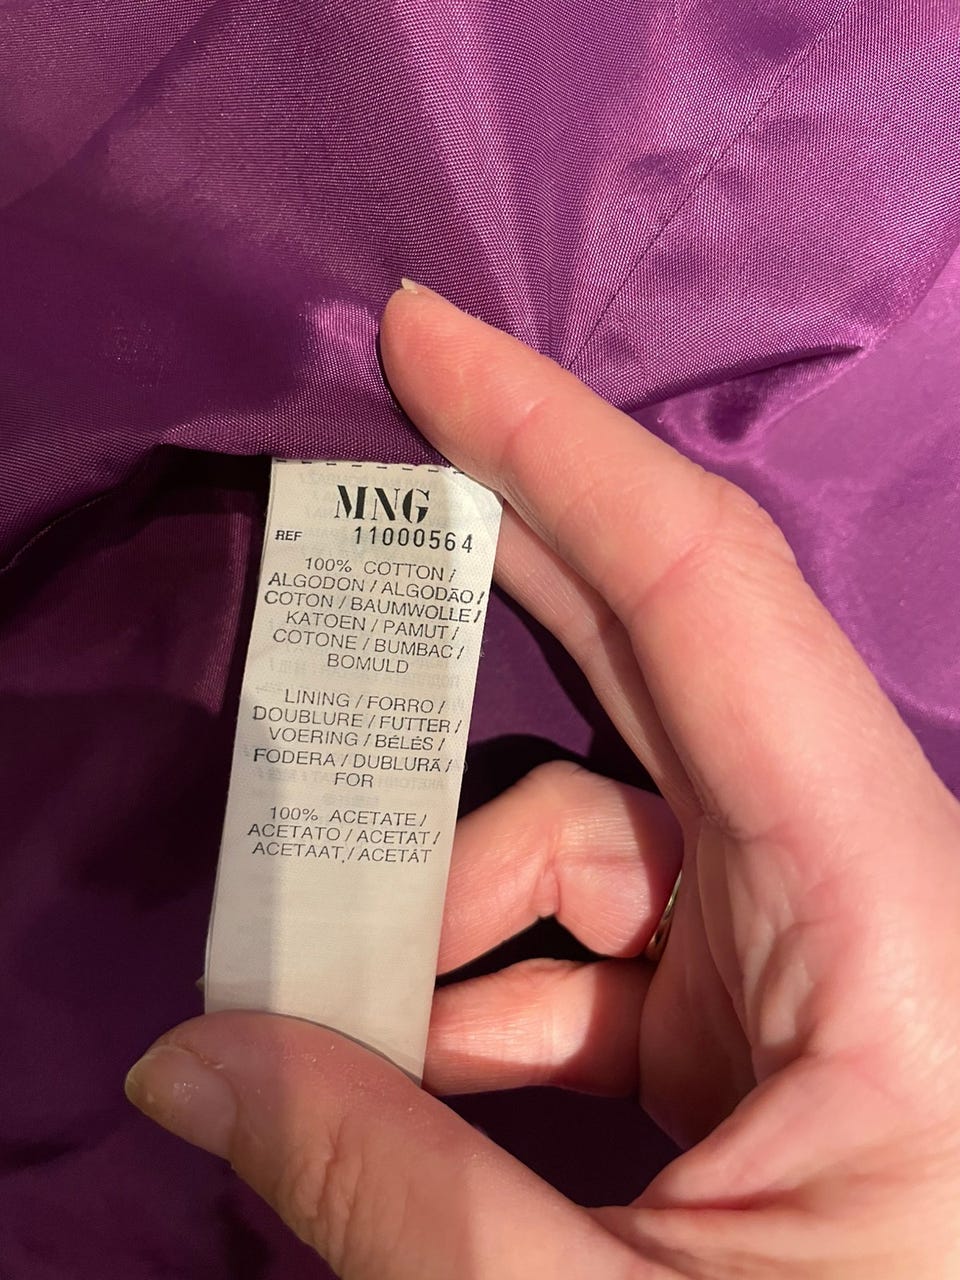 MNG
REF 11000564
100% COTTON /
ALGODON / ALGODÃO /
COTON / BAUMWOLLE /
KATOEN / PAMUT /
COTONE / BUMBAC /
BOMULD
LINING / FORRO /
DOUBLURE / FUTTER /
VOERING / BÉLÉS /
FODERA / DUBLURĂ /
FOR
100% ACETATE /
ACETATO / ACETAT /
ACETAAT / ACETÁT